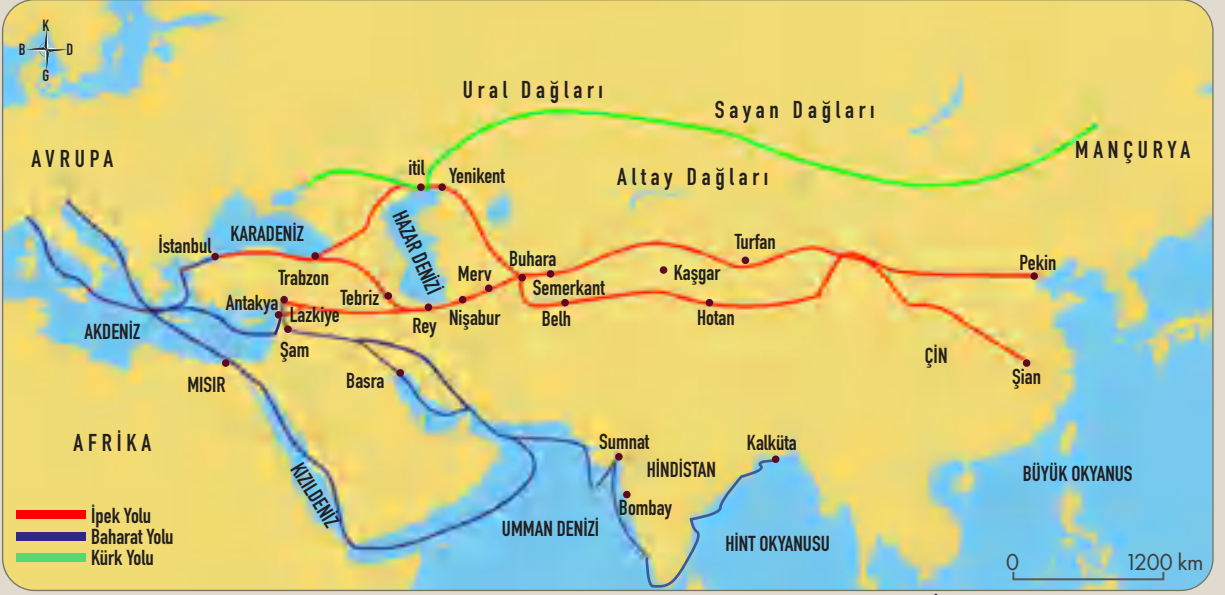 K
B D
G
Ural Dağları
Sayan Dağları
AVRUPA
MANÇURYA
itil
Yenikent
Altay Dağları
İstanbul
KARADENİZ
HAZAR DENİZİ
Trabzon
Buhara
Semerkant
Turfan
Kaşgar
Pekin
Merv
Tebriz
Antakya
Lazkiye
Rey
Nişabur
Belh
Hotan
AKDENİZ
Şam
ÇİN
Şian
MISIR
Basra
AFRİKA
KIZILDENİZ
Sumnat
HİNDİSTAN
Kalküta
Bombay
BÜYÜK OKYANUS
UMMAN DENİZİ
HİNT OKYANUSU
İpek Yolu
Baharat Yolu
Kürk Yolu
0 1200 km